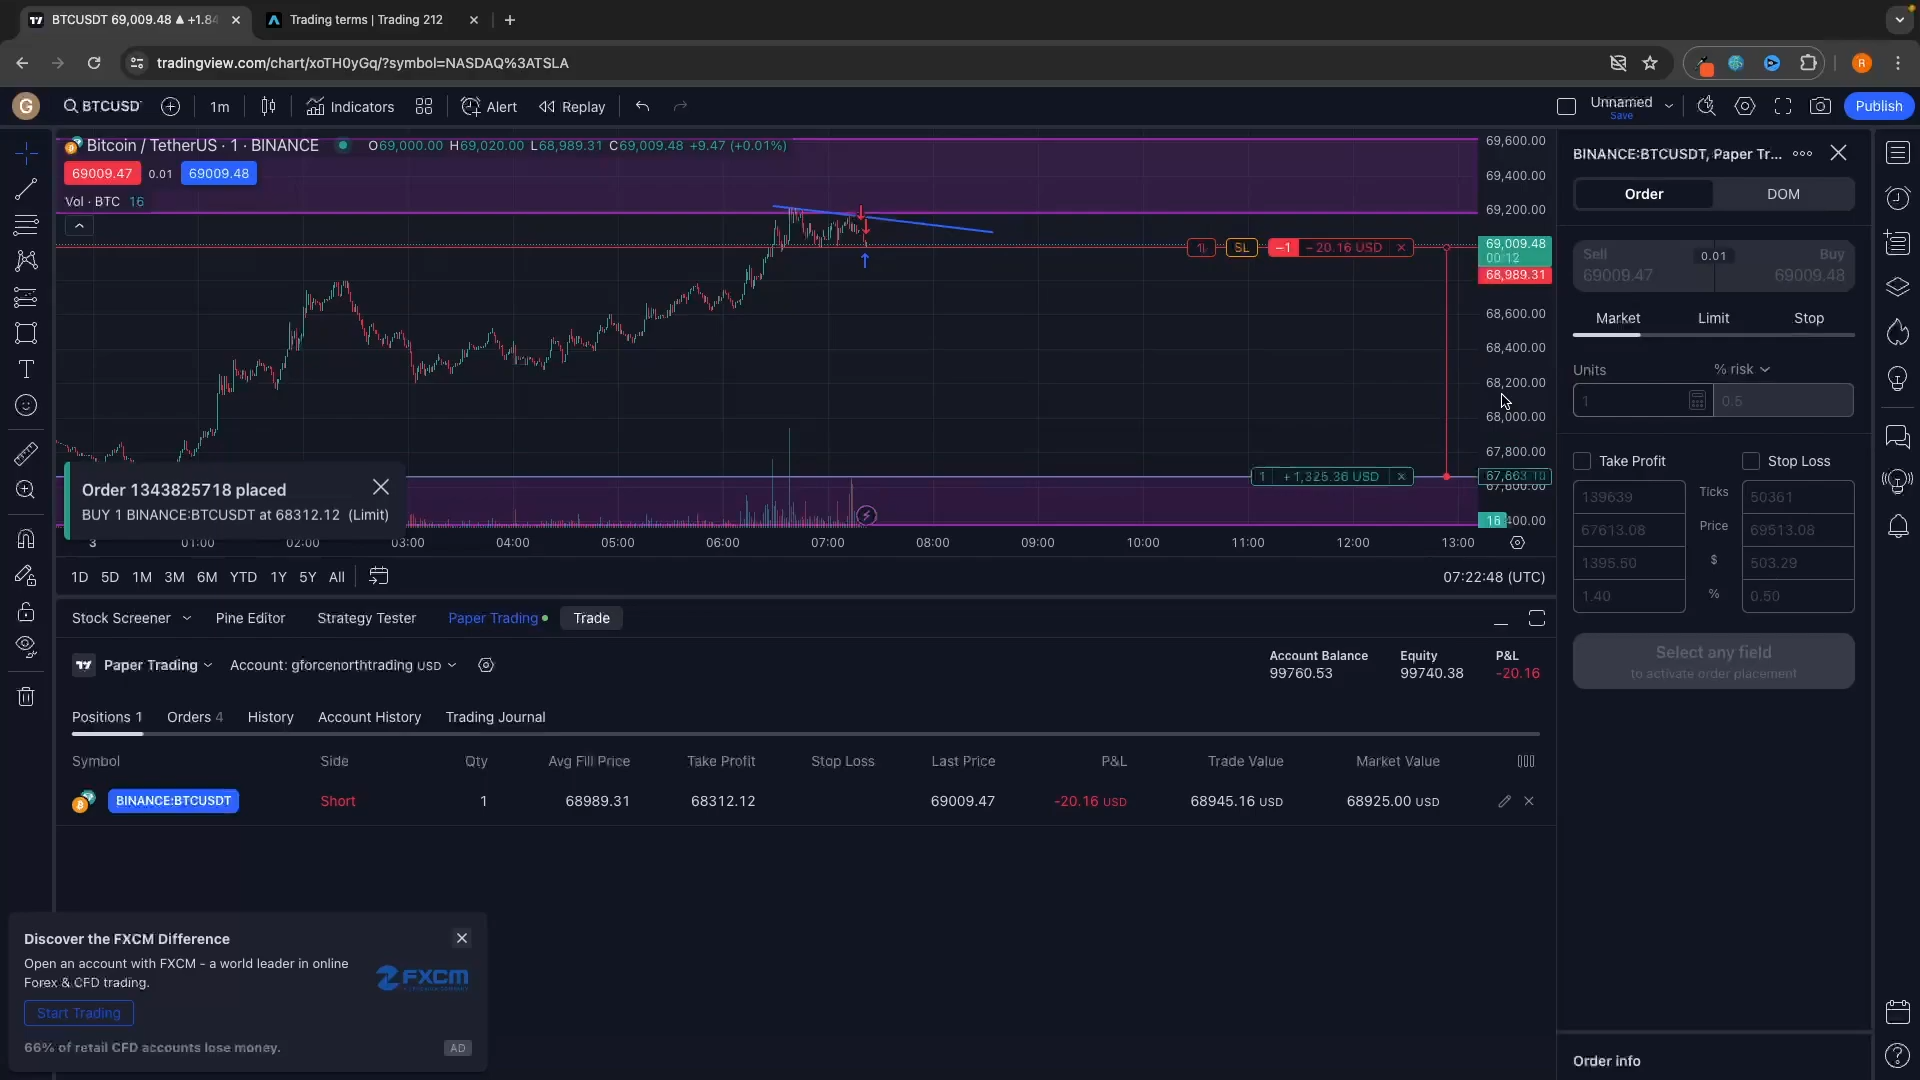 BTCUSDT 69,009.48 ▲ +1.84
Trading terms | Trading 212
tradingview.com/chart/xoTH0yGq/?symbol=NASDAQ%3ATSLA
R
G
BTCUSD
1m
Indicators
Alert
Replay
Unnamed
Save
Publish
Bitcoin / TetherUS · 1 · BINANCE
O69,000.00 H69,020.00 L68,989.31 C69,009.48 +9.47 (+0.01%)
69009.47
0.01
69009.48
Vol · BTC 16
SL
−1
−20.16 USD
1
+1,325.36 USD
69,600.00
69,400.00
69,200.00
69,009.48
00:12
68,989.31
68,600.00
68,400.00
68,200.00
68,000.00
67,800.00
67,663.10
67,600.00
16
400.00
Order 1343825718 placed
BUY 1 BINANCE:BTCUSDT at 68312.12 (Limit)
3
01:00
02:00
03:00
04:00
05:00
06:00
07:00
08:00
09:00
10:00
11:00
12:00
13:00
1D 5D 1M 3M 6M YTD 1Y 5Y All
07:22:48 (UTC)
Stock Screener
Pine Editor
Strategy Tester
Paper Trading
Trade
Paper Trading
Account: gforcenorthtrading USD
Account Balance
99760.53
Equity
99740.38
P&L
-20.16
Positions 1
Orders 4
History
Account History
Trading Journal
Symbol
Side
Qty
Avg Fill Price
Take Profit
Stop Loss
Last Price
P&L
Trade Value
Market Value
BINANCE:BTCUSDT
Short
1
68989.31
68312.12
69009.47
-20.16 USD
68945.16 USD
68925.00 USD
Discover the FXCM Difference
Open an account with FXCM - a world leader in online
Forex & CFD trading.
FXCM
Start Trading
66% of retail CFD accounts lose money.
AD
BINANCE:BTCUSDT, Paper Tr...
Order
DOM
Sell
69009.47
0.01
Buy
69009.48
Market
Limit
Stop
Units
% risk
1
0.5
Take Profit
Stop Loss
139639
Ticks
50361
67613.08
Price
69513.08
1395.50
$
503.29
1.40
%
0.50
Select any field
to activate order placement
Order info